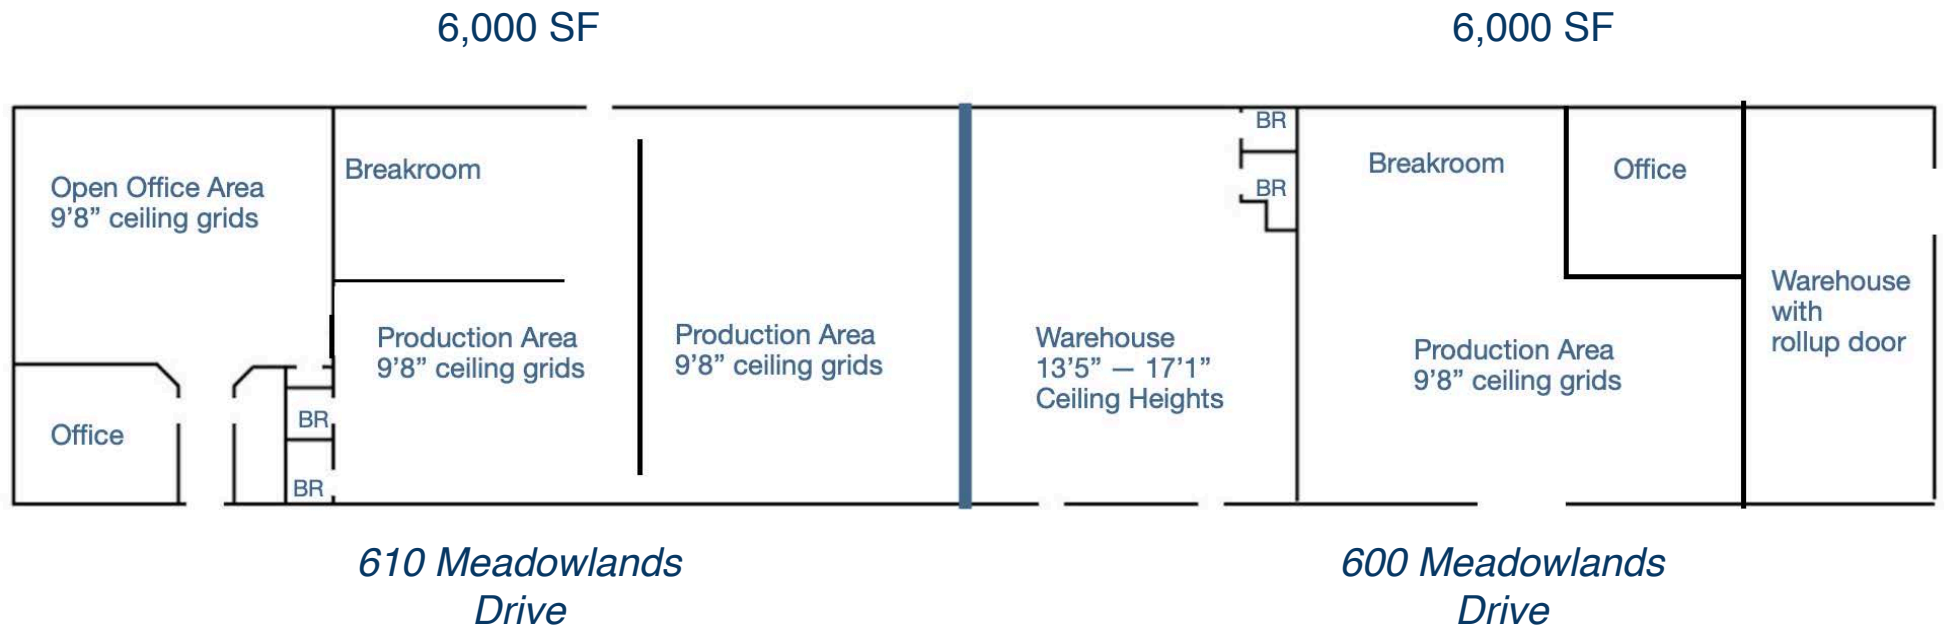 6,000 SF
6,000 SF
Open Office Area
9’8” ceiling grids
Breakroom
Production Area
9’8” ceiling grids
Production Area
9’8” ceiling grids
Office
BR
BR
Warehouse
13’5” — 17’1”
Ceiling Heights
BR
BR
Breakroom
Office
Production Area
9’8” ceiling grids
Warehouse
with
rollup door
610 Meadowlands
Drive
600 Meadowlands
Drive